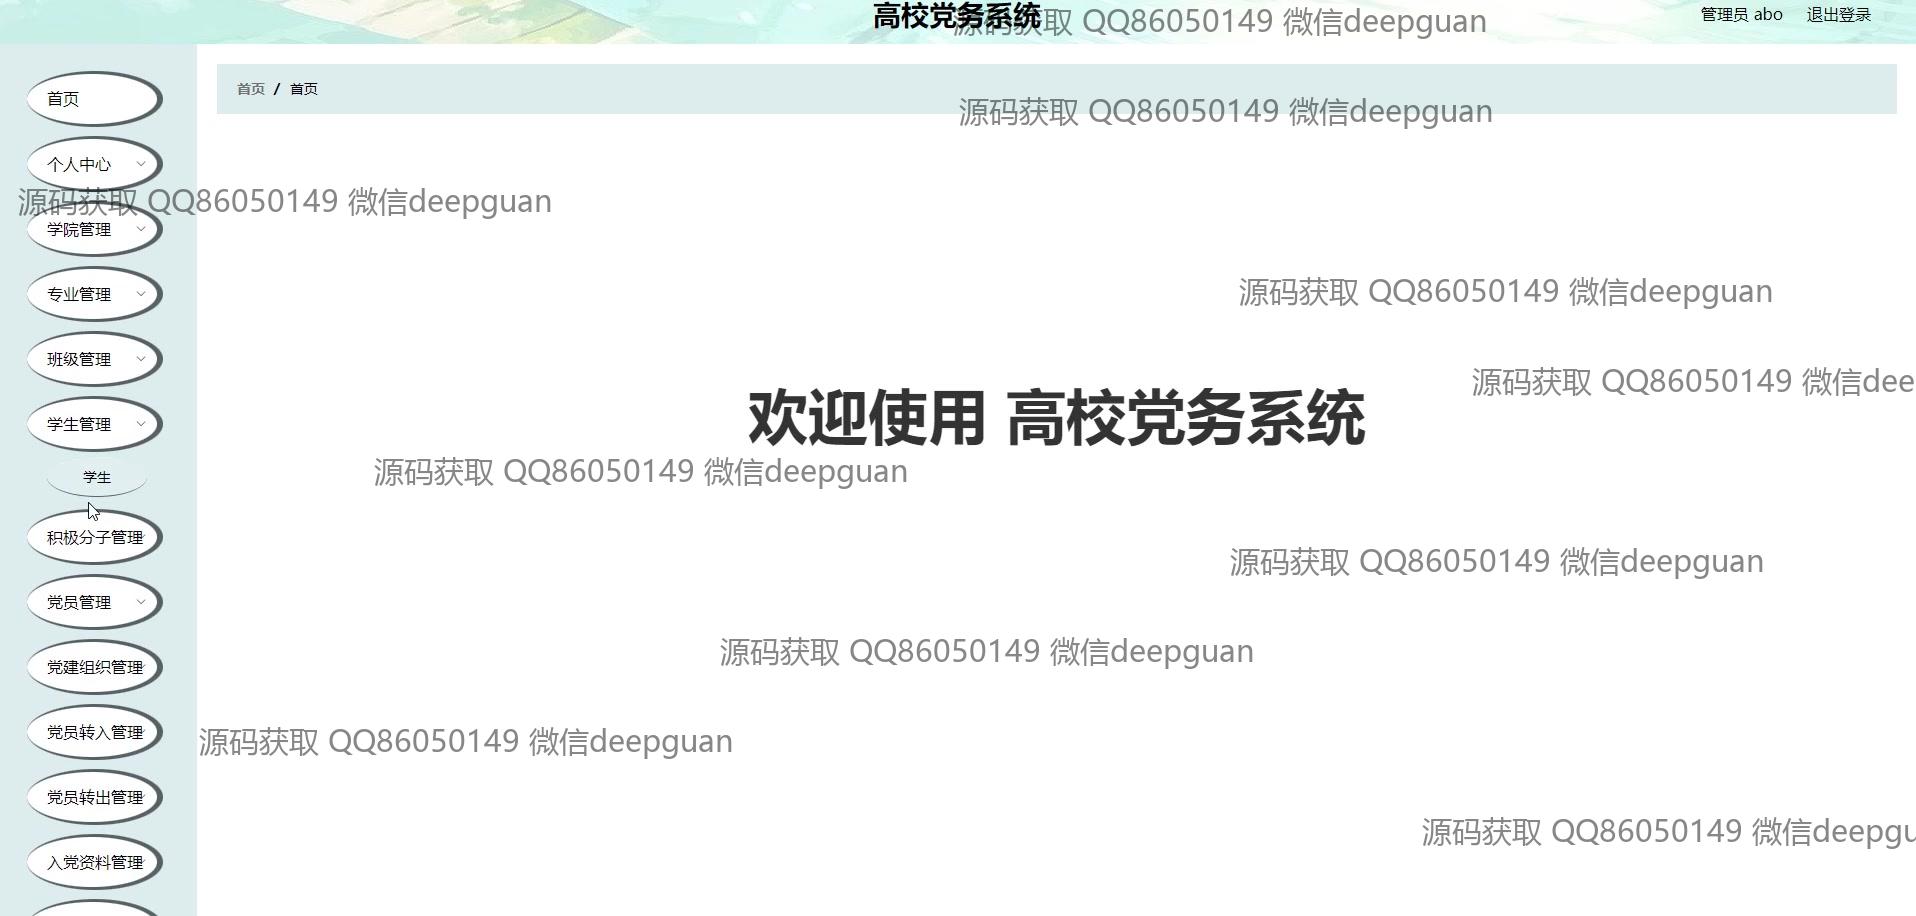 高校党务系统
源码获取 QQ86050149 微信deepguan
管理员 abo
退出登录
首页
首页 / 首页
源码获取 QQ86050149 微信deepguan
个人中心
源码获取 QQ86050149 微信deepguan
学院管理
专业管理
源码获取 QQ86050149 微信deepguan
班级管理
源码获取 QQ86050149 微信dee
学生管理
欢迎使用 高校党务系统
学生
源码获取 QQ86050149 微信deepguan
积极分子管理
源码获取 QQ86050149 微信deepguan
党员管理
党建组织管理
源码获取 QQ86050149 微信deepguan
党员转入管理
源码获取 QQ86050149 微信deepguan
党员转出管理
源码获取 QQ86050149 微信deepgu
入党资料管理